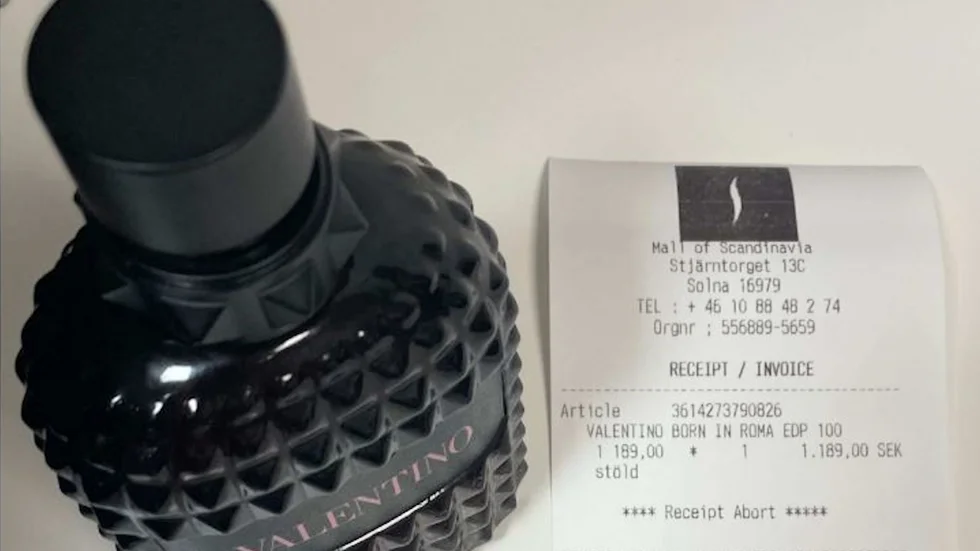 VALENTINO
Mall of Scandinavia
Stjärntorget 13C
Solna 16979
TEL : + 46 10 88 48 2 74
Orgnr ; 556889-5659
RECEIPT / INVOICE
Article 3614273790826
VALENTINO BORN IN ROMA EDP 100
1 189,00 * 1 1.189,00 SEK
stöld
**** Receipt Abort *****